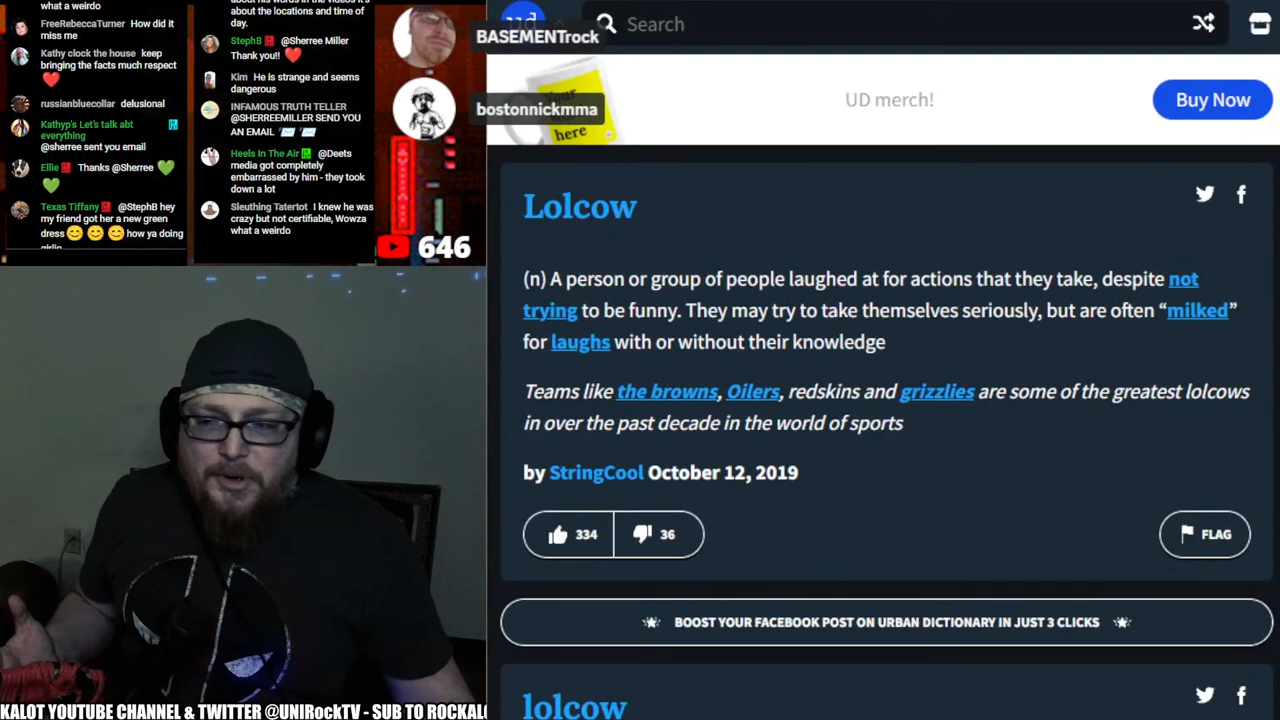 what a weirdo
FreeRebeccaTurner How did it
miss me
Kathy clock the house keep
bringing the facts much respect
russianbluecollar delusional
Kathyp's Let's talk abt
everything
@sherree sent you email
Ellie Thanks @Sherree
Texas Tiffany @StephB hey
my friend got her a new green
dress 😊 😊 😊 how ya doing
girlie
about his words in the videos it's
about the locations and time of
day.
StephB @Sherree Miller
Thank you!! ❤️
Kim He is strange and seems
dangerous
INFAMOUS TRUTH TELLER
@SHERREEMILLER SEND YOU
AN EMAIL 📨 📨
Heels In The Air @Deets
media got completely
embarrassed by him - they took
down a lot
Sleuthing Tatertot I knew he was
crazy but not certifiable, Wowza
what a weirdo
BASEMENTrock
bostonnickmma
646
ud
Search
Your
word
here
UD merch!
Buy Now
Lolcow
(n) A person or group of people laughed at for actions that they take, despite not
trying to be funny. They may try to take themselves seriously, but are often “milked”
for laughs with or without their knowledge
Teams like the browns, Oilers, redskins and grizzlies are some of the greatest lolcows
in over the past decade in the world of sports
by StringCool October 12, 2019
334
36
FLAG
BOOST YOUR FACEBOOK POST ON URBAN DICTIONARY IN JUST 3 CLICKS
lolcow
KALOT YOUTUBE CHANNEL & TWITTER @UNIRockTV - SUB TO ROCKAL